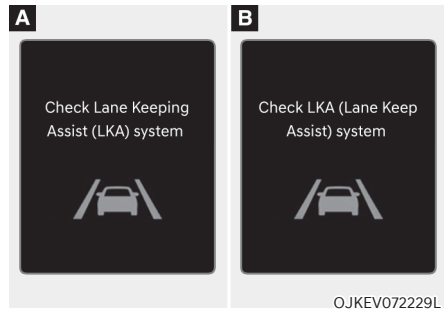 A
Check Lane Keeping
Assist (LKA) system
B
Check LKA (Lane Keep
Assist) system
OJKEV072229L